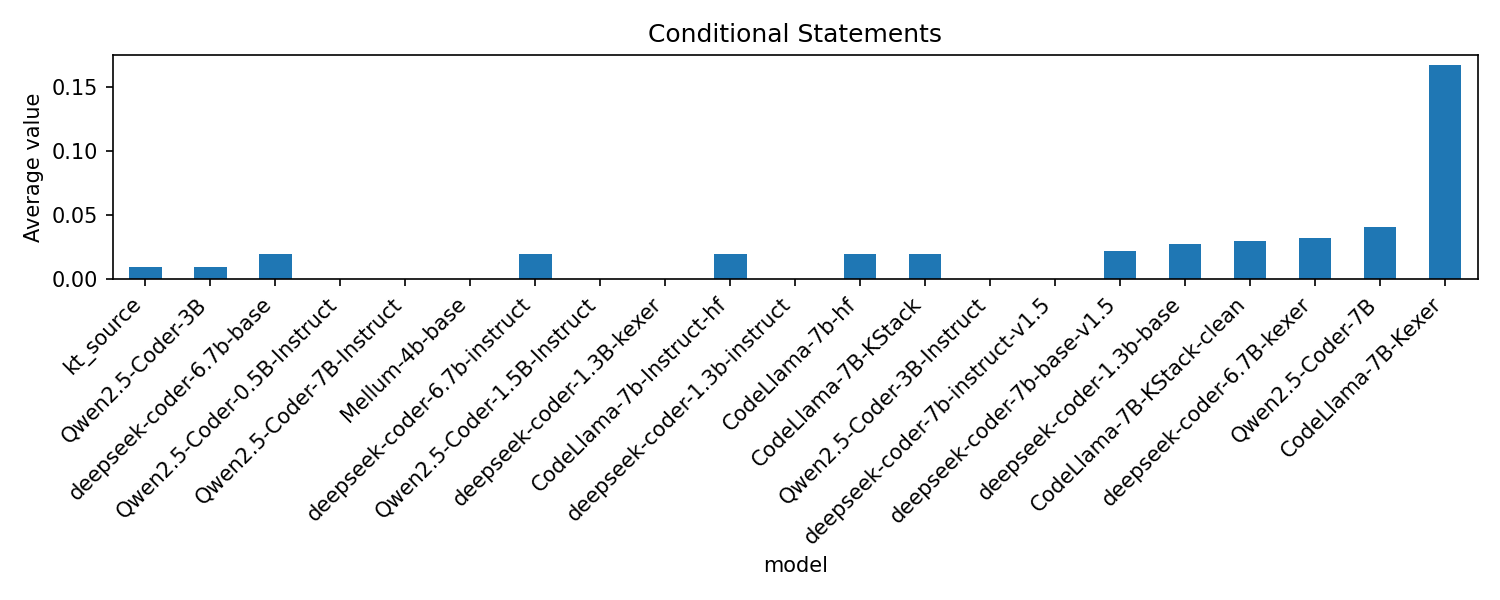 Conditional Statements
Average value
0.15
0.10
0.05
0.00
kt_source
Qwen2.5-Coder-3B
deepseek-coder-6.7b-base
Qwen2.5-Coder-0.5B-Instruct
Qwen2.5-Coder-7B-Instruct
Mellum-4b-base
deepseek-coder-6.7b-instruct
Qwen2.5-Coder-1.5B-Instruct
deepseek-coder-1.3B-kexer
CodeLlama-7b-Instruct-hf
deepseek-coder-1.3b-instruct
CodeLlama-7b-hf
CodeLlama-7B-KStack
Qwen2.5-Coder-3B-Instruct
deepseek-coder-7b-instruct-v1.5
deepseek-coder-7b-base-v1.5
deepseek-coder-1.3b-base
CodeLlama-7B-KStack-clean
deepseek-coder-6.7B-kexer
Qwen2.5-Coder-7B
CodeLlama-7B-Kexer
model